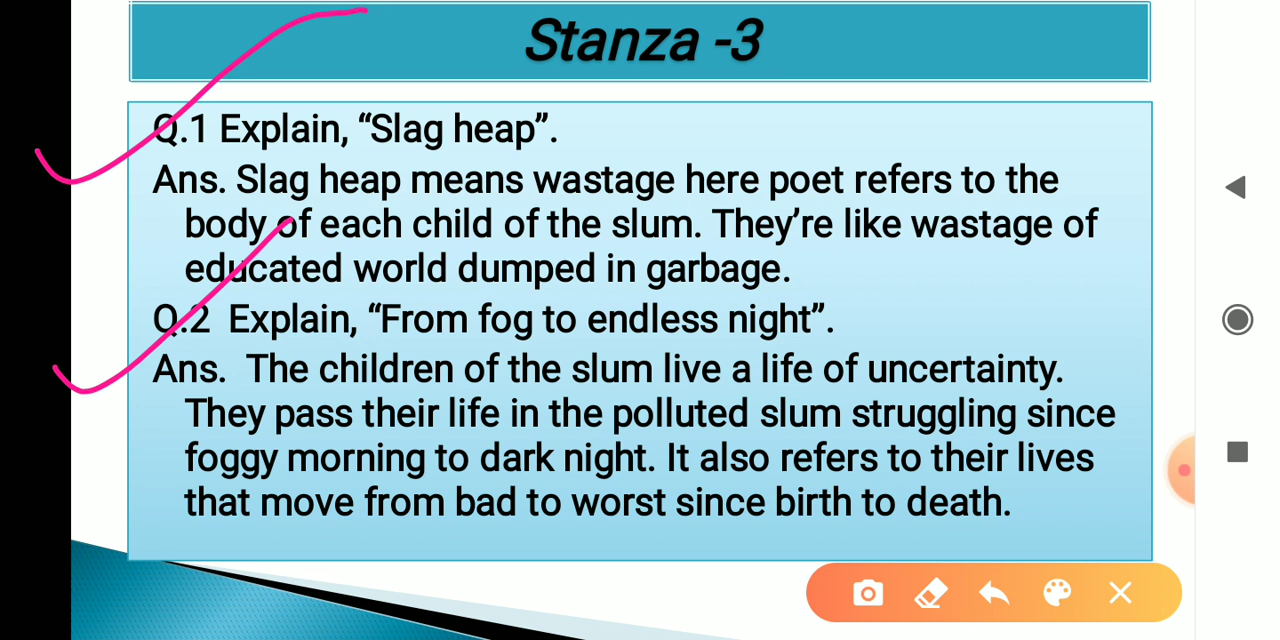 Stanza -3
Q.1 Explain, “Slag heap”.
Ans. Slag heap means wastage here poet refers to the
body of each child of the slum. They’re like wastage of
educated world dumped in garbage.
Q.2 Explain, “From fog to endless night”.
Ans. The children of the slum live a life of uncertainty.
They pass their life in the polluted slum struggling since
foggy morning to dark night. It also refers to their lives
that move from bad to worst since birth to death.